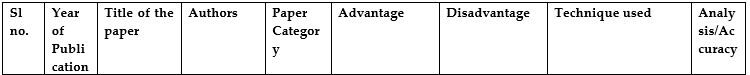 Sl no.
Year of Publi cation
Title of the paper
Authors
Paper Categor y
Advantage
Disadvantage
Technique used
Analy sis/Ac curacy